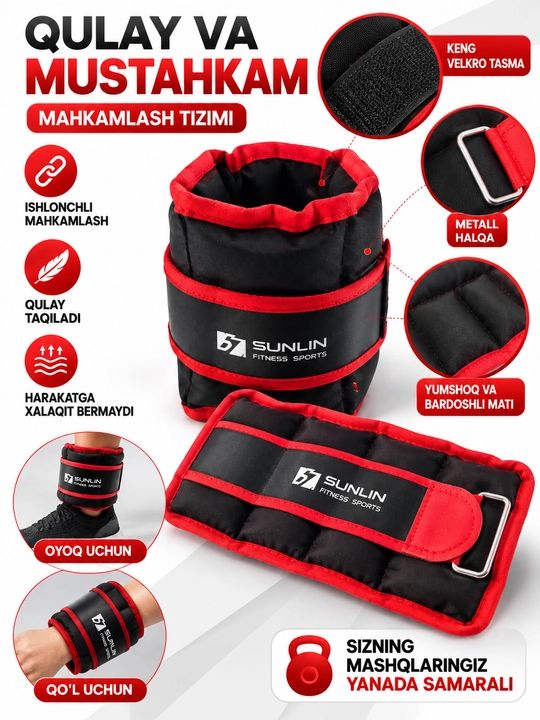 QULAY VA
MUSTAHKAM
MAHKAMLASH TIZIMI
KENG
VELKRO TASMA
ISHLONCHLI
MAHKAMLASH
METALL
HALQA
QULAY
TAQILADI
YUMSHOQ VA
BARDOSHLI MATI
HARAKATGA
XALAQIT BERMAYDI
SUNLIN
FITNESS SPORTS
SUNLIN
FITNESS SPORTS
SUNLIN
FITNESS SPORTS
OYOQ UCHUN
SUNLIN
QO'L UCHUN
SIZNING
MASHQLARINGIZ
YANADA SAMARALI